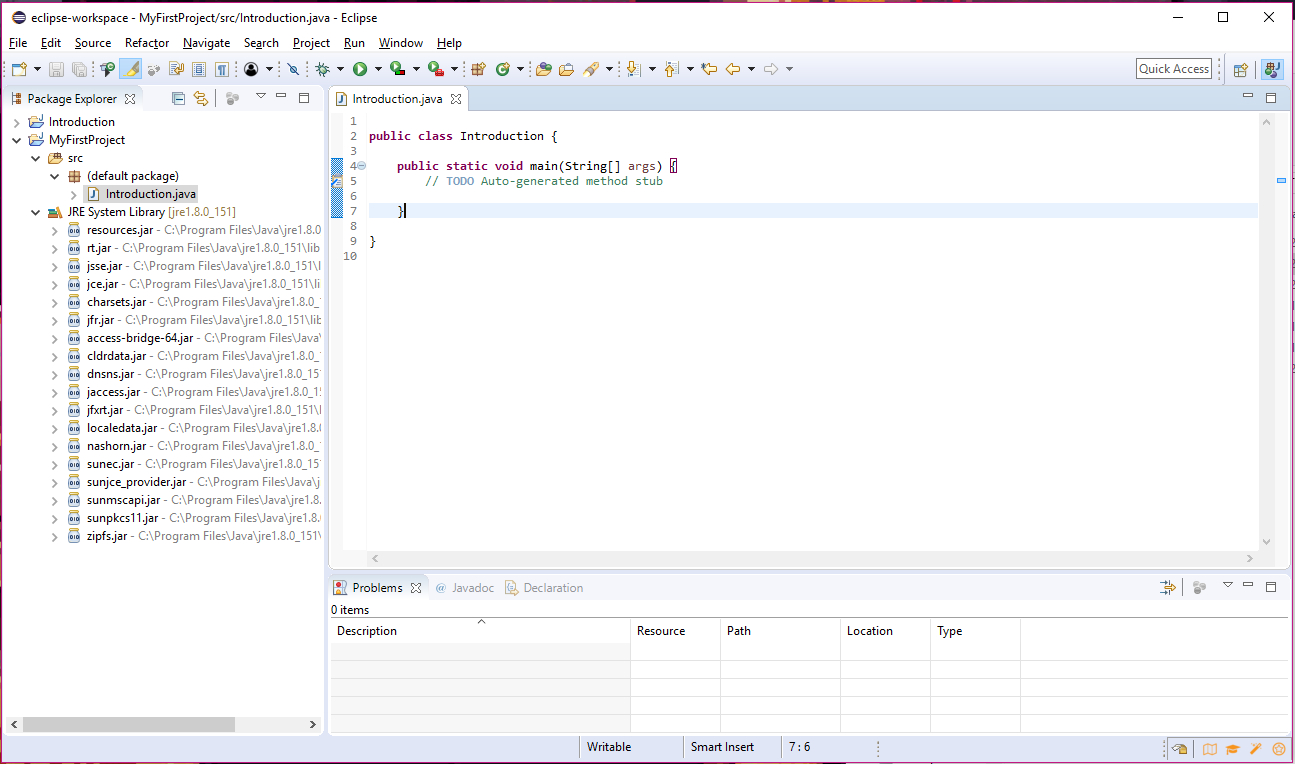 eclipse-workspace - MyFirstProject/src/Introduction.java - Eclipse
File Edit Source Refactor Navigate Search Project Run Window Help
Quick Access
Package Explorer
Introduction
MyFirstProject
src
(default package)
Introduction.java
JRE System Library [jre1.8.0_151]
resources.jar - C:\Program Files\Java\jre1.8.0
rt.jar - C:\Program Files\Java\jre1.8.0_151\lib
jsse.jar - C:\Program Files\Java\jre1.8.0_151\l
jce.jar - C:\Program Files\Java\jre1.8.0_151\li
charsets.jar - C:\Program Files\Java\jre1.8.0_
jfr.jar - C:\Program Files\Java\jre1.8.0_151\lib
access-bridge-64.jar - C:\Program Files\Java\
cldrdata.jar - C:\Program Files\Java\jre1.8.0_
dnsns.jar - C:\Program Files\Java\jre1.8.0_15
jaccess.jar - C:\Program Files\Java\jre1.8.0_1
jfxrt.jar - C:\Program Files\Java\jre1.8.0_151\l
localedata.jar - C:\Program Files\Java\jre1.8.
nashorn.jar - C:\Program Files\Java\jre1.8.0_
sunec.jar - C:\Program Files\Java\jre1.8.0_15
sunjce_provider.jar - C:\Program Files\Java\j
sunmscapi.jar - C:\Program Files\Java\jre1.8.
sunpkcs11.jar - C:\Program Files\Java\jre1.8.
zipfs.jar - C:\Program Files\Java\jre1.8.0_151\
Introduction.java
1
2 public class Introduction {
3
4 public static void main(String[] args) {
5 // TODO Auto-generated method stub
6
7 }
8
9 }
10
Problems @ Javadoc Declaration
0 items
Description Resource Path Location Type
Writable Smart Insert 7 : 6